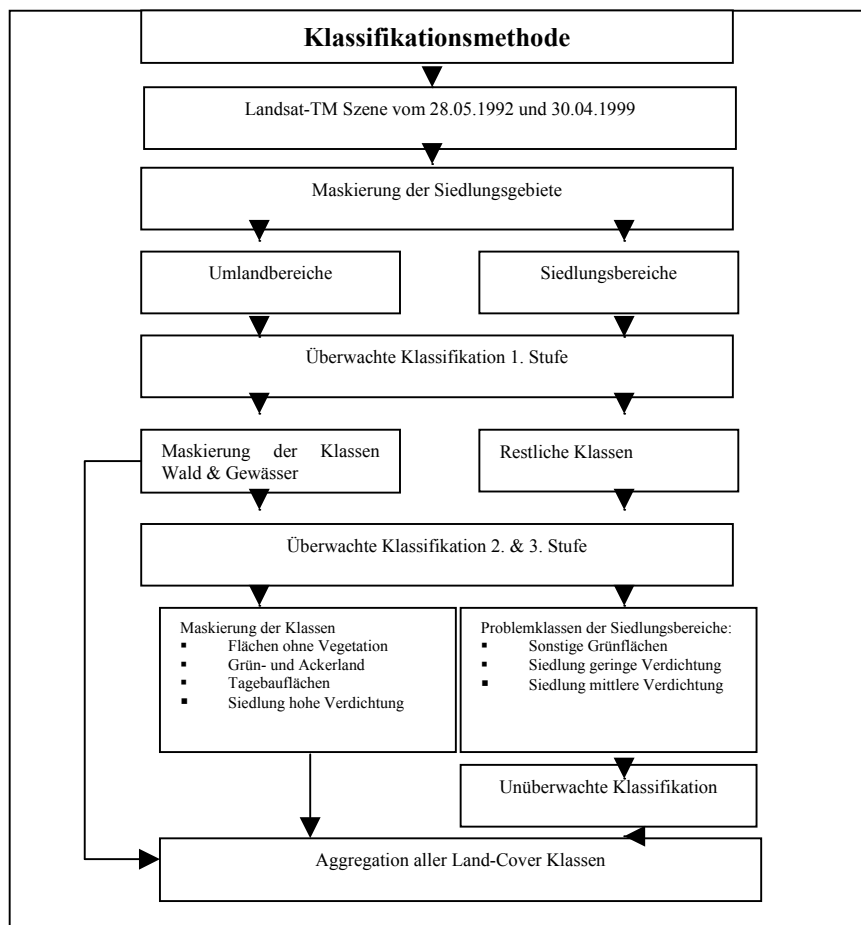 Klassifikationsmethode
Landsat-TM Szene vom 28.05.1992 und 30.04.1999
Maskierung der Siedlungsgebiete
Umlandbereiche
Siedlungsbereiche
Überwachte Klassifikation 1. Stufe
Maskierung der Klassen
Wald & Gewässer
Restliche Klassen
Überwachte Klassifikation 2. & 3. Stufe
Maskierung der Klassen
▪ Flächen ohne Vegetation
▪ Grün- und Ackerland
▪ Tagebauflächen
▪ Siedlung hohe Verdichtung
Problemklassen der Siedlungsbereiche:
▪ Sonstige Grünflächen
▪ Siedlung geringe Verdichtung
▪ Siedlung mittlere Verdichtung
Unüberwachte Klassifikation
Aggregation aller Land-Cover Klassen